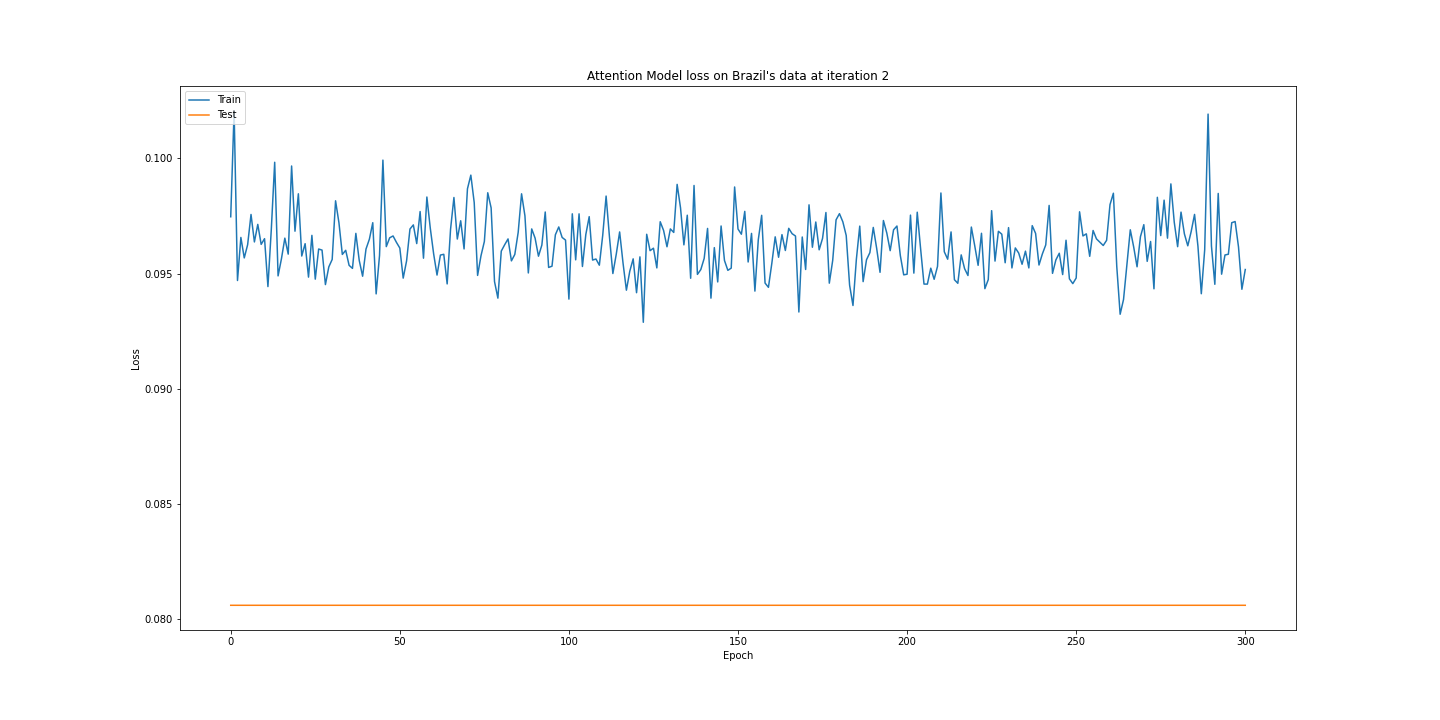 Attention Model loss on Brazil's data at iteration 2
Train
Test
0.100
0.095
0.090
0.085
0.080
Loss
0 50 100 150 200 250 300
Epoch